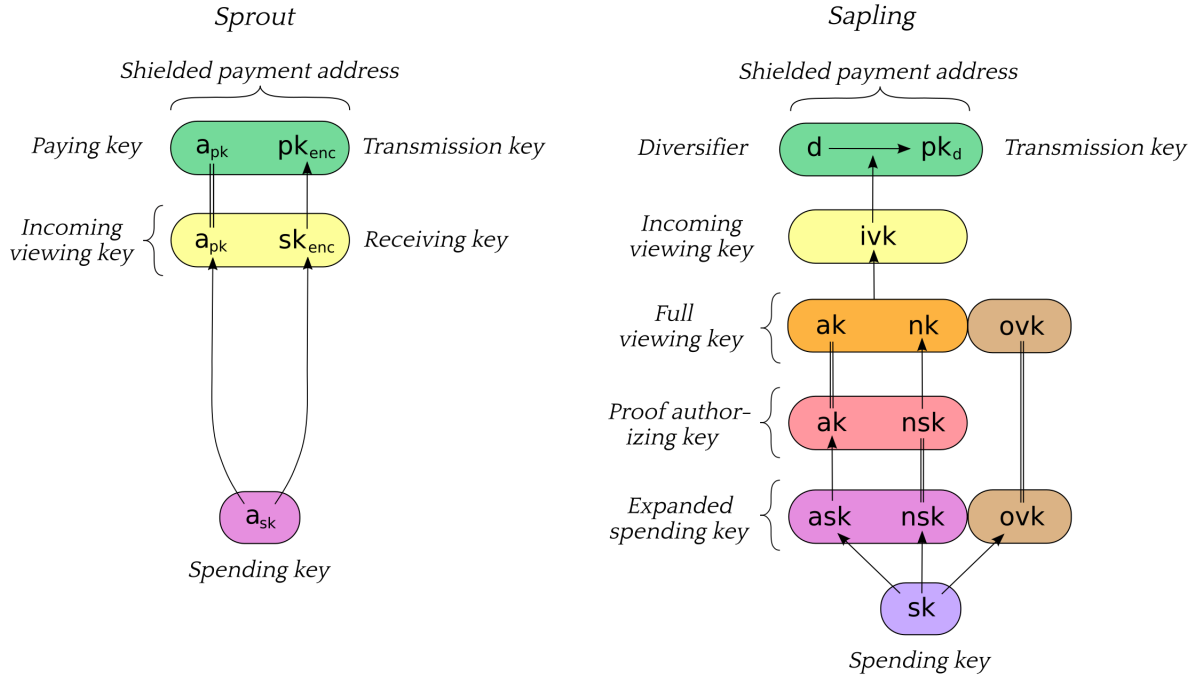 Sprout
Shielded payment address
Paying key
a_pk
pk_enc
Transmission key
Incoming
viewing key
a_pk
sk_enc
Receiving key
a_sk
Spending key
Sapling
Shielded payment address
Diversifier
d
pk_d
Transmission key
Incoming
viewing key
ivk
Full
viewing key
ak
nk
ovk
Proof author-
izing key
ak
nsk
Expanded
spending key
ask
nsk
ovk
sk
Spending key